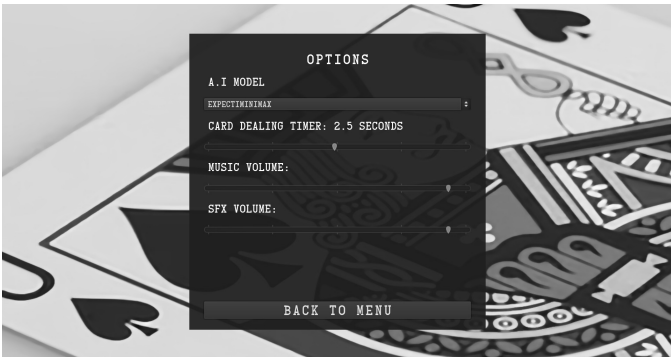 OPTIONS
A.I MODEL
EXPECTIMINIMAX
CARD DEALING TIMER: 2.5 SECONDS
MUSIC VOLUME:
SFX VOLUME:
BACK TO MENU